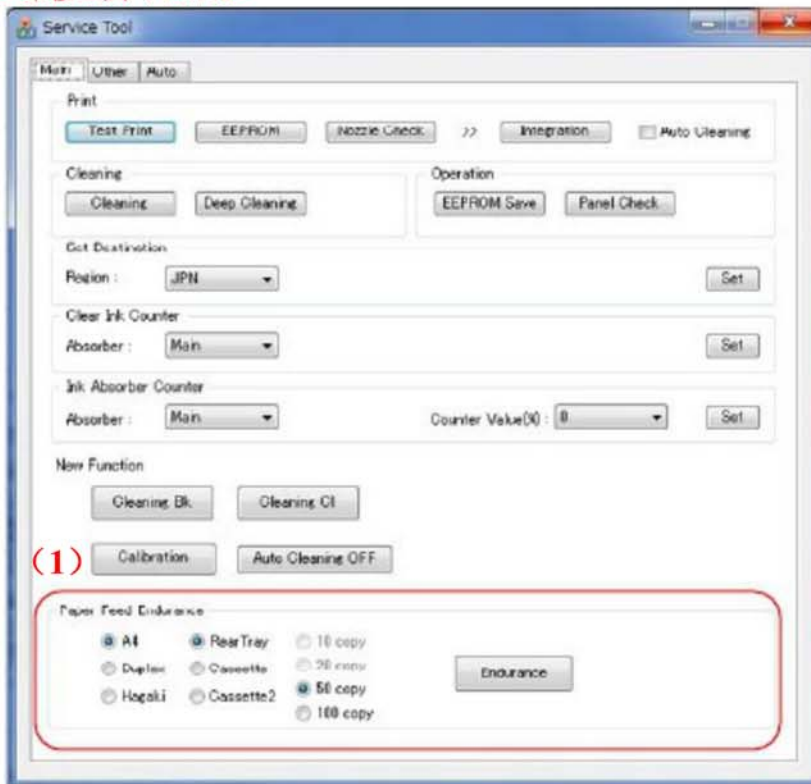 Service Tool
Main Other Auto
Print
Test Print EEPROM Nozzle Check >> Integration Auto Cleaning
Cleaning Operation
Cleaning Deep Cleaning EEPROM Save Panel Check
Set Destination
Region : JPN Set
Clear Ink Counter
Absorber : Main Set
Ink Absorber Counter
Absorber : Main Counter Value(%) : 0 Set
New Function
Cleaning Bk Cleaning Cl
(1) Calibration Auto Cleaning OFF
Paper Feed Endurance
A4 RearTray 10 copy
Duplex Cassette 20 copy
Endurance
Hagaki Cassette2 50 copy
100 copy